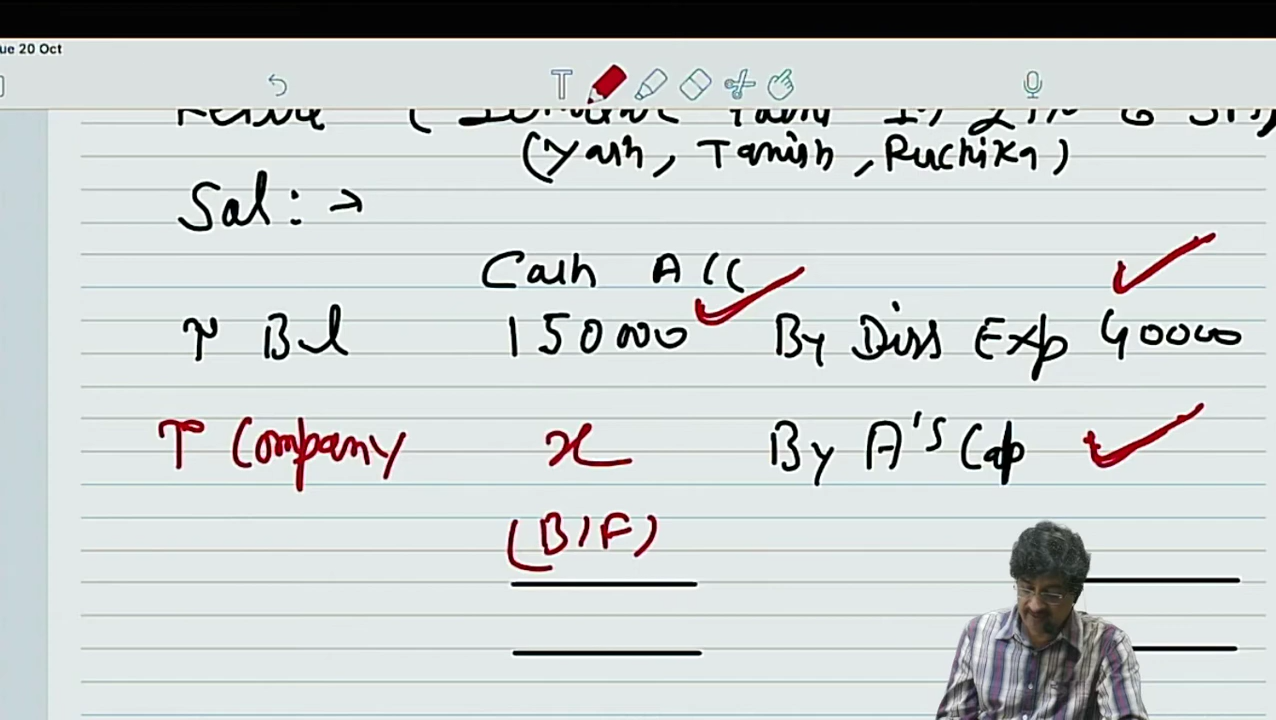 ue 20 Oct
T
(Yash, Tanish, Ruchika)
Sol: →
Cash A/C
To Bal 150000 By Diss Exp 40000
To Company x By A's Cap
(B/F)